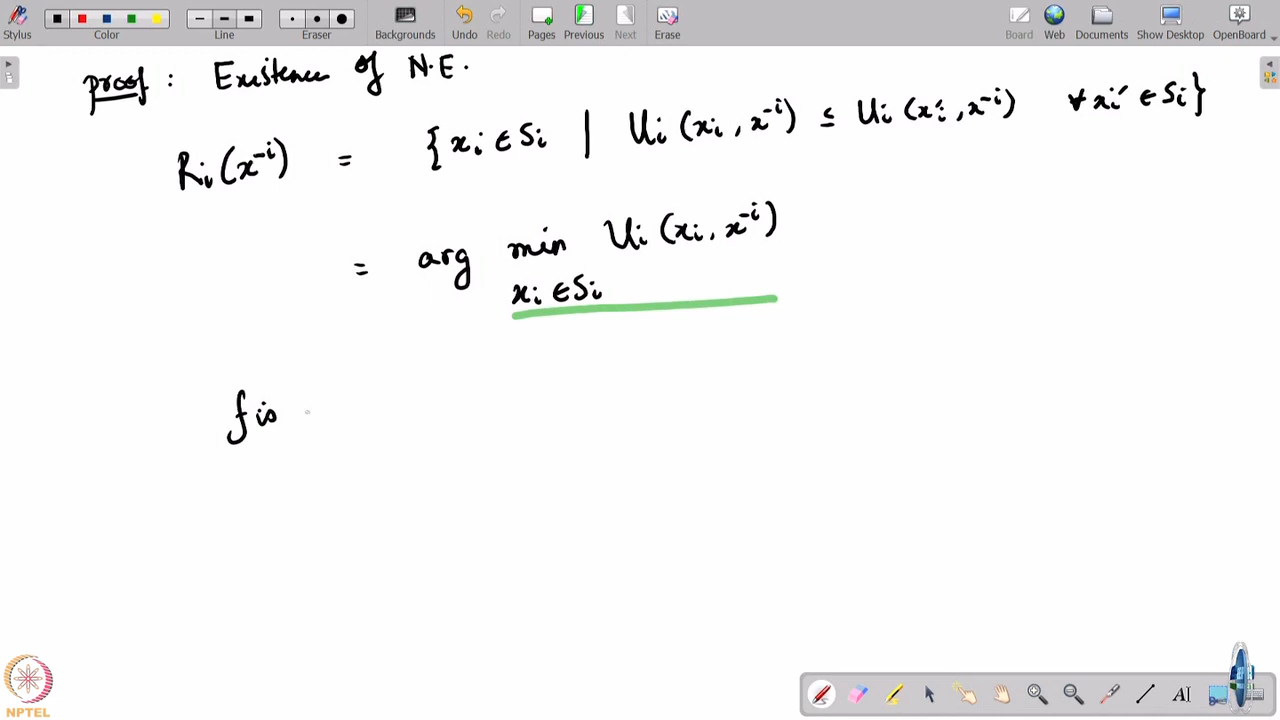 Stylus
Color
Line
Eraser
Backgrounds
Undo
Redo
Pages
Previous
Next
Erase
Board
Web
Documents
Show Desktop
OpenBoard
proof : Existence of N.E.
Ri(x^-i) = {xi ∈ Si | Ui(xi, x^-i) ≤ Ui(xi', x^-i) ∀ xi' ∈ Si}
= arg min Ui(xi, x^-i)
xi ∈ Si
f is
NPTEL